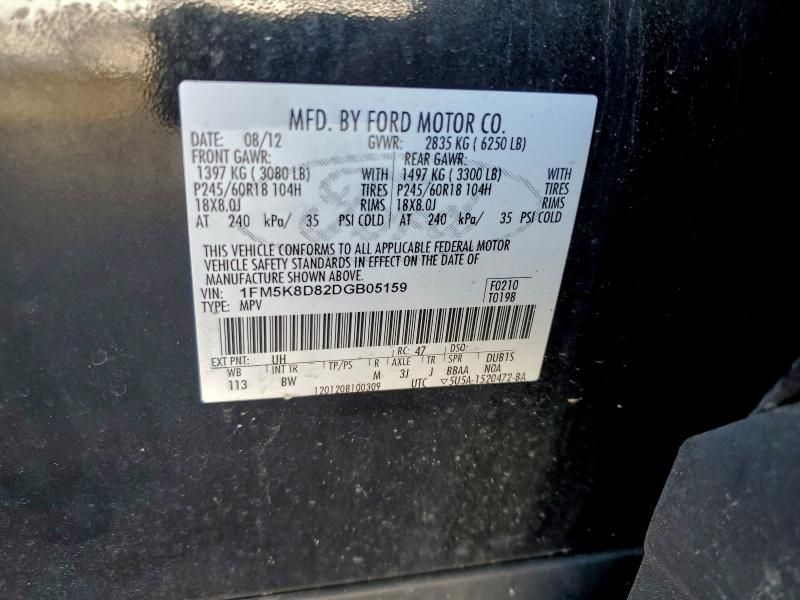 MFD. BY FORD MOTOR CO.
DATE: 08/12 GVWR: 2835 KG ( 6250 LB)
FRONT GAWR: REAR GAWR:
1397 KG ( 3080 LB) WITH 1497 KG ( 3300 LB) WITH
P245/60R18 104H TIRES P245/60R18 104H TIRES
18X8.0J RIMS 18X8.0J RIMS
AT 240 kPa/ 35 PSI COLD AT 240 kPa/ 35 PSI COLD
THIS VEHICLE CONFORMS TO ALL APPLICABLE FEDERAL MOTOR
VEHICLE SAFETY STANDARDS IN EFFECT ON THE DATE OF
MANUFACTURE SHOWN ABOVE.
VIN: 1FM5K8D82DGB05159 F0210
TYPE: MPV T0198
EXT PNT: UH RC: 47 DSO:
WB INT TR TP/PS R AXLE TR SPR DUB1S
113 BW M 3J J BBAA N0A
1201208100309 UTC ▽5U5A-1520472-BA